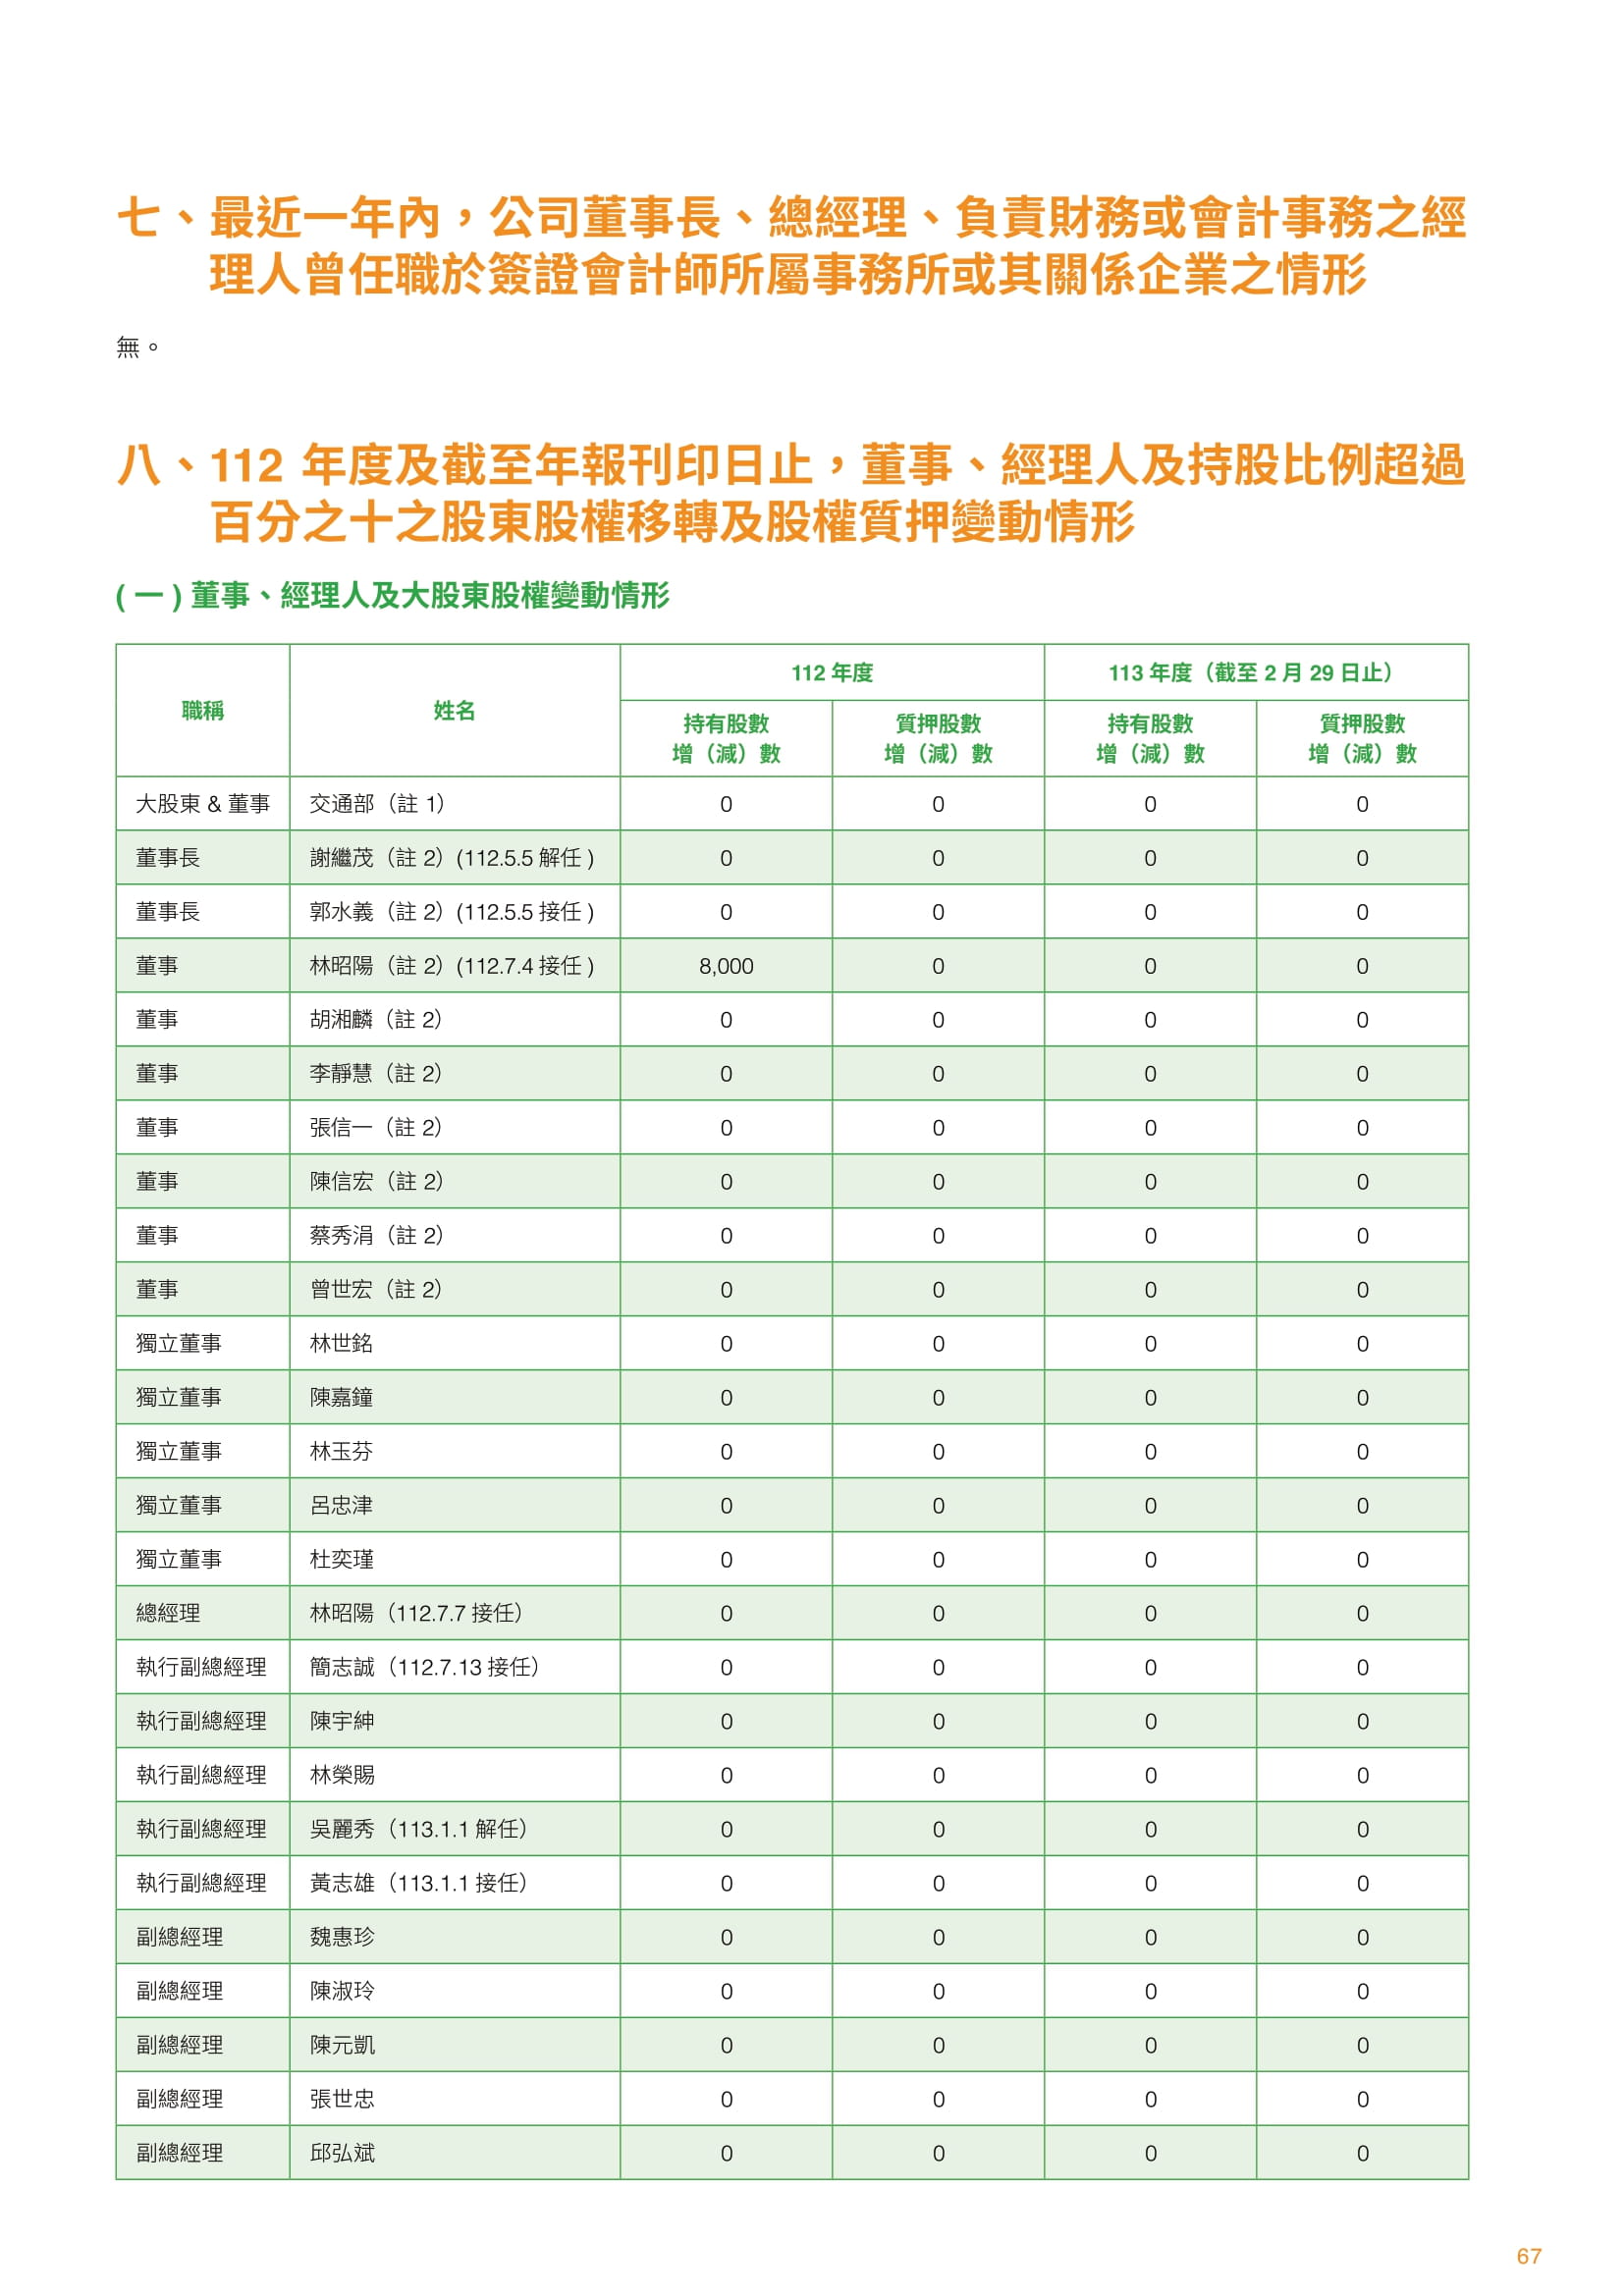 七、最近一年內，公司董事長、總經理、負責財務或會計事務之經
理人曾任職於簽證會計師所屬事務所或其關係企業之情形
無。
八、112 年度及截至年報刊印日止，董事、經理人及持股比例超過
百分之十之股東股權移轉及股權質押變動情形
( 一 ) 董事、經理人及大股東股權變動情形
職稱 姓名 112 年度 113 年度（截至 2 月 29 日止）
持有股數 質押股數 持有股數 質押股數
增（減）數 增（減）數 增（減）數 增（減）數
大股東 & 董事 交通部（註 1） 0 0 0 0
董事長 謝繼茂（註 2）(112.5.5 解任 ) 0 0 0 0
董事長 郭水義（註 2）(112.5.5 接任 ) 0 0 0 0
董事 林昭陽（註 2）(112.7.4 接任 ) 8,000 0 0 0
董事 胡湘麟（註 2） 0 0 0 0
董事 李靜慧（註 2） 0 0 0 0
董事 張信一（註 2） 0 0 0 0
董事 陳信宏（註 2） 0 0 0 0
董事 蔡秀涓（註 2） 0 0 0 0
董事 曾世宏（註 2） 0 0 0 0
獨立董事 林世銘 0 0 0 0
獨立董事 陳嘉鐘 0 0 0 0
獨立董事 林玉芬 0 0 0 0
獨立董事 呂忠津 0 0 0 0
獨立董事 杜奕瑾 0 0 0 0
總經理 林昭陽（112.7.7 接任） 0 0 0 0
執行副總經理 簡志誠（112.7.13 接任） 0 0 0 0
執行副總經理 陳宇紳 0 0 0 0
執行副總經理 林榮賜 0 0 0 0
執行副總經理 吳麗秀（113.1.1 解任） 0 0 0 0
執行副總經理 黃志雄（113.1.1 接任） 0 0 0 0
副總經理 魏惠珍 0 0 0 0
副總經理 陳淑玲 0 0 0 0
副總經理 陳元凱 0 0 0 0
副總經理 張世忠 0 0 0 0
副總經理 邱弘斌 0 0 0 0
67